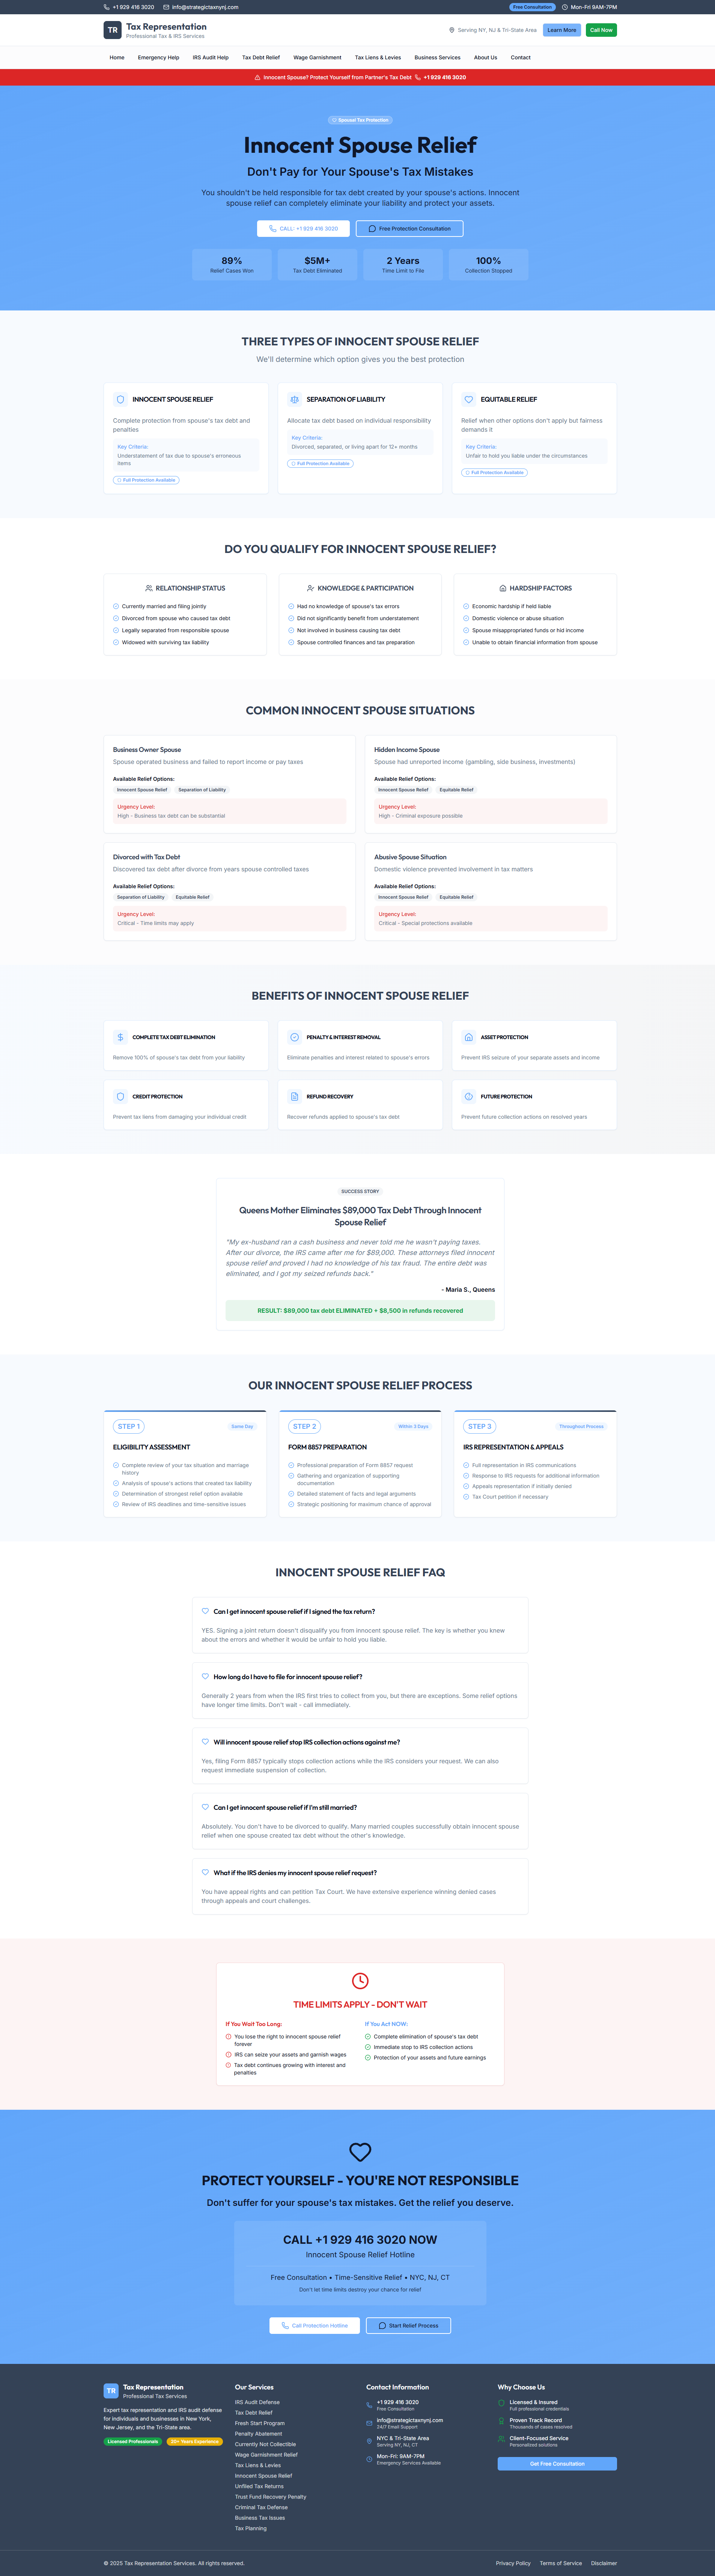 +1 929 416 3020
info@strategictaxnynj.com
Free Consultation
Mon-Fri 9AM-7PM
TR
Tax Representation
Professional Tax & IRS Services
Serving NY, NJ & Tri-State Area
Learn More
Call Now
Home
Emergency Help
IRS Audit Help
Tax Debt Relief
Wage Garnishment
Tax Liens & Levies
Business Services
About Us
Contact
Innocent Spouse? Protect Yourself from Partner's Tax Debt
+1 929 416 3020
Spousal Tax Protection
Innocent Spouse Relief
Don't Pay for Your Spouse's Tax Mistakes
You shouldn't be held responsible for tax debt created by your spouse's actions. Innocent
spouse relief can completely eliminate your liability and protect your assets.
CALL: +1 929 416 3020
Free Protection Consultation
89%
Relief Cases Won
$5M+
Tax Debt Eliminated
2 Years
Time Limit to File
100%
Collection Stopped
THREE TYPES OF INNOCENT SPOUSE RELIEF
We'll determine which option gives you the best protection
INNOCENT SPOUSE RELIEF
Complete protection from spouse's tax debt and
penalties
Key Criteria:
Understatement of tax due to spouse's erroneous
items
Full Protection Available
SEPARATION OF LIABILITY
Allocate tax debt based on individual responsibility
Key Criteria:
Divorced, separated, or living apart for 12+ months
Full Protection Available
EQUITABLE RELIEF
Relief when other options don't apply but fairness
demands it
Key Criteria:
Unfair to hold you liable under the circumstances
Full Protection Available
DO YOU QUALIFY FOR INNOCENT SPOUSE RELIEF?
RELATIONSHIP STATUS
Currently married and filing jointly
Divorced from spouse who caused tax debt
Legally separated from responsible spouse
Widowed with surviving tax liability
KNOWLEDGE & PARTICIPATION
Had no knowledge of spouse's tax errors
Did not significantly benefit from understatement
Not involved in business causing tax debt
Spouse controlled finances and tax preparation
HARDSHIP FACTORS
Economic hardship if held liable
Domestic violence or abuse situation
Spouse misappropriated funds or hid income
Unable to obtain financial information from spouse
COMMON INNOCENT SPOUSE SITUATIONS
Business Owner Spouse
Spouse operated business and failed to report income or pay taxes
Available Relief Options:
Innocent Spouse Relief
Separation of Liability
Urgency Level:
High - Business tax debt can be substantial
Hidden Income Spouse
Spouse had unreported income (gambling, side business, investments)
Available Relief Options:
Innocent Spouse Relief
Equitable Relief
Urgency Level:
High - Criminal exposure possible
Divorced with Tax Debt
Discovered tax debt after divorce from years spouse controlled taxes
Available Relief Options:
Separation of Liability
Equitable Relief
Urgency Level:
Critical - Time limits may apply
Abusive Spouse Situation
Domestic violence prevented involvement in tax matters
Available Relief Options:
Innocent Spouse Relief
Equitable Relief
Urgency Level:
Critical - Special protections available
BENEFITS OF INNOCENT SPOUSE RELIEF
COMPLETE TAX DEBT ELIMINATION
Remove 100% of spouse's tax debt from your liability
PENALTY & INTEREST REMOVAL
Eliminate penalties and interest related to spouse's errors
ASSET PROTECTION
Prevent IRS seizure of your separate assets and income
CREDIT PROTECTION
Prevent tax liens from damaging your individual credit
REFUND RECOVERY
Recover refunds applied to spouse's tax debt
FUTURE PROTECTION
Prevent future collection actions on resolved years
SUCCESS STORY
Queens Mother Eliminates $89,000 Tax Debt Through Innocent
Spouse Relief
"My ex-husband ran a cash business and never told me he wasn't paying taxes.
After our divorce, the IRS came after me for $89,000. These attorneys filed innocent
spouse relief and proved I had no knowledge of his tax fraud. The entire debt was
eliminated, and I got my seized refunds back."
- Maria S., Queens
RESULT: $89,000 tax debt ELIMINATED + $8,500 in refunds recovered
OUR INNOCENT SPOUSE RELIEF PROCESS
STEP 1
Same Day
ELIGIBILITY ASSESSMENT
Complete review of your tax situation and marriage
history
Analysis of spouse's actions that created tax liability
Determination of strongest relief option available
Review of IRS deadlines and time-sensitive issues
STEP 2
Within 3 Days
FORM 8857 PREPARATION
Professional preparation of Form 8857 request
Gathering and organization of supporting
documentation
Detailed statement of facts and legal arguments
Strategic positioning for maximum chance of approval
STEP 3
Throughout Process
IRS REPRESENTATION & APPEALS
Full representation in IRS communications
Response to IRS requests for additional information
Appeals representation if initially denied
Tax Court petition if necessary
INNOCENT SPOUSE RELIEF FAQ
Can I get innocent spouse relief if I signed the tax return?
YES. Signing a joint return doesn't disqualify you from innocent spouse relief. The key is whether you knew
about the errors and whether it would be unfair to hold you liable.
How long do I have to file for innocent spouse relief?
Generally 2 years from when the IRS first tries to collect from you, but there are exceptions. Some relief options
have longer time limits. Don't wait - call immediately.
Will innocent spouse relief stop IRS collection actions against me?
Yes, filing Form 8857 typically stops collection actions while the IRS considers your request. We can also
request immediate suspension of collection.
Can I get innocent spouse relief if I'm still married?
Absolutely. You don't have to be divorced to qualify. Many married couples successfully obtain innocent spouse
relief when one spouse created tax debt without the other's knowledge.
What if the IRS denies my innocent spouse relief request?
You have appeal rights and can petition Tax Court. We have extensive experience winning denied cases
through appeals and court challenges.
TIME LIMITS APPLY - DON'T WAIT
If You Wait Too Long:
You lose the right to innocent spouse relief
forever
IRS can seize your assets and garnish wages
Tax debt continues growing with interest and
penalties
If You Act NOW:
Complete elimination of spouse's tax debt
Immediate stop to IRS collection actions
Protection of your assets and future earnings
PROTECT YOURSELF - YOU'RE NOT RESPONSIBLE
Don't suffer for your spouse's tax mistakes. Get the relief you deserve.
CALL +1 929 416 3020 NOW
Innocent Spouse Relief Hotline
Free Consultation • Time-Sensitive Relief • NYC, NJ, CT
Don't let time limits destroy your chance for relief
Call Protection Hotline
Start Relief Process
TR
Tax Representation
Professional Tax Services
Expert tax representation and IRS audit defense
for individuals and businesses in New York,
New Jersey, and the Tri-State area.
Licensed Professionals
20+ Years Experience
Our Services
IRS Audit Defense
Tax Debt Relief
Fresh Start Program
Penalty Abatement
Currently Not Collectible
Wage Garnishment Relief
Tax Liens & Levies
Innocent Spouse Relief
Unfiled Tax Returns
Trust Fund Recovery Penalty
Criminal Tax Defense
Business Tax Issues
Tax Planning
Contact Information
+1 929 416 3020
Free Consultation
info@strategictaxnynj.com
24/7 Email Support
NYC & Tri-State Area
Serving NY, NJ, CT
Mon-Fri: 9AM-7PM
Emergency Services Available
Why Choose Us
Licensed & Insured
Full professional credentials
Proven Track Record
Thousands of cases resolved
Client-Focused Service
Personalized solutions
Get Free Consultation
© 2025 Tax Representation Services. All rights reserved.
Privacy Policy
Terms of Service
Disclaimer